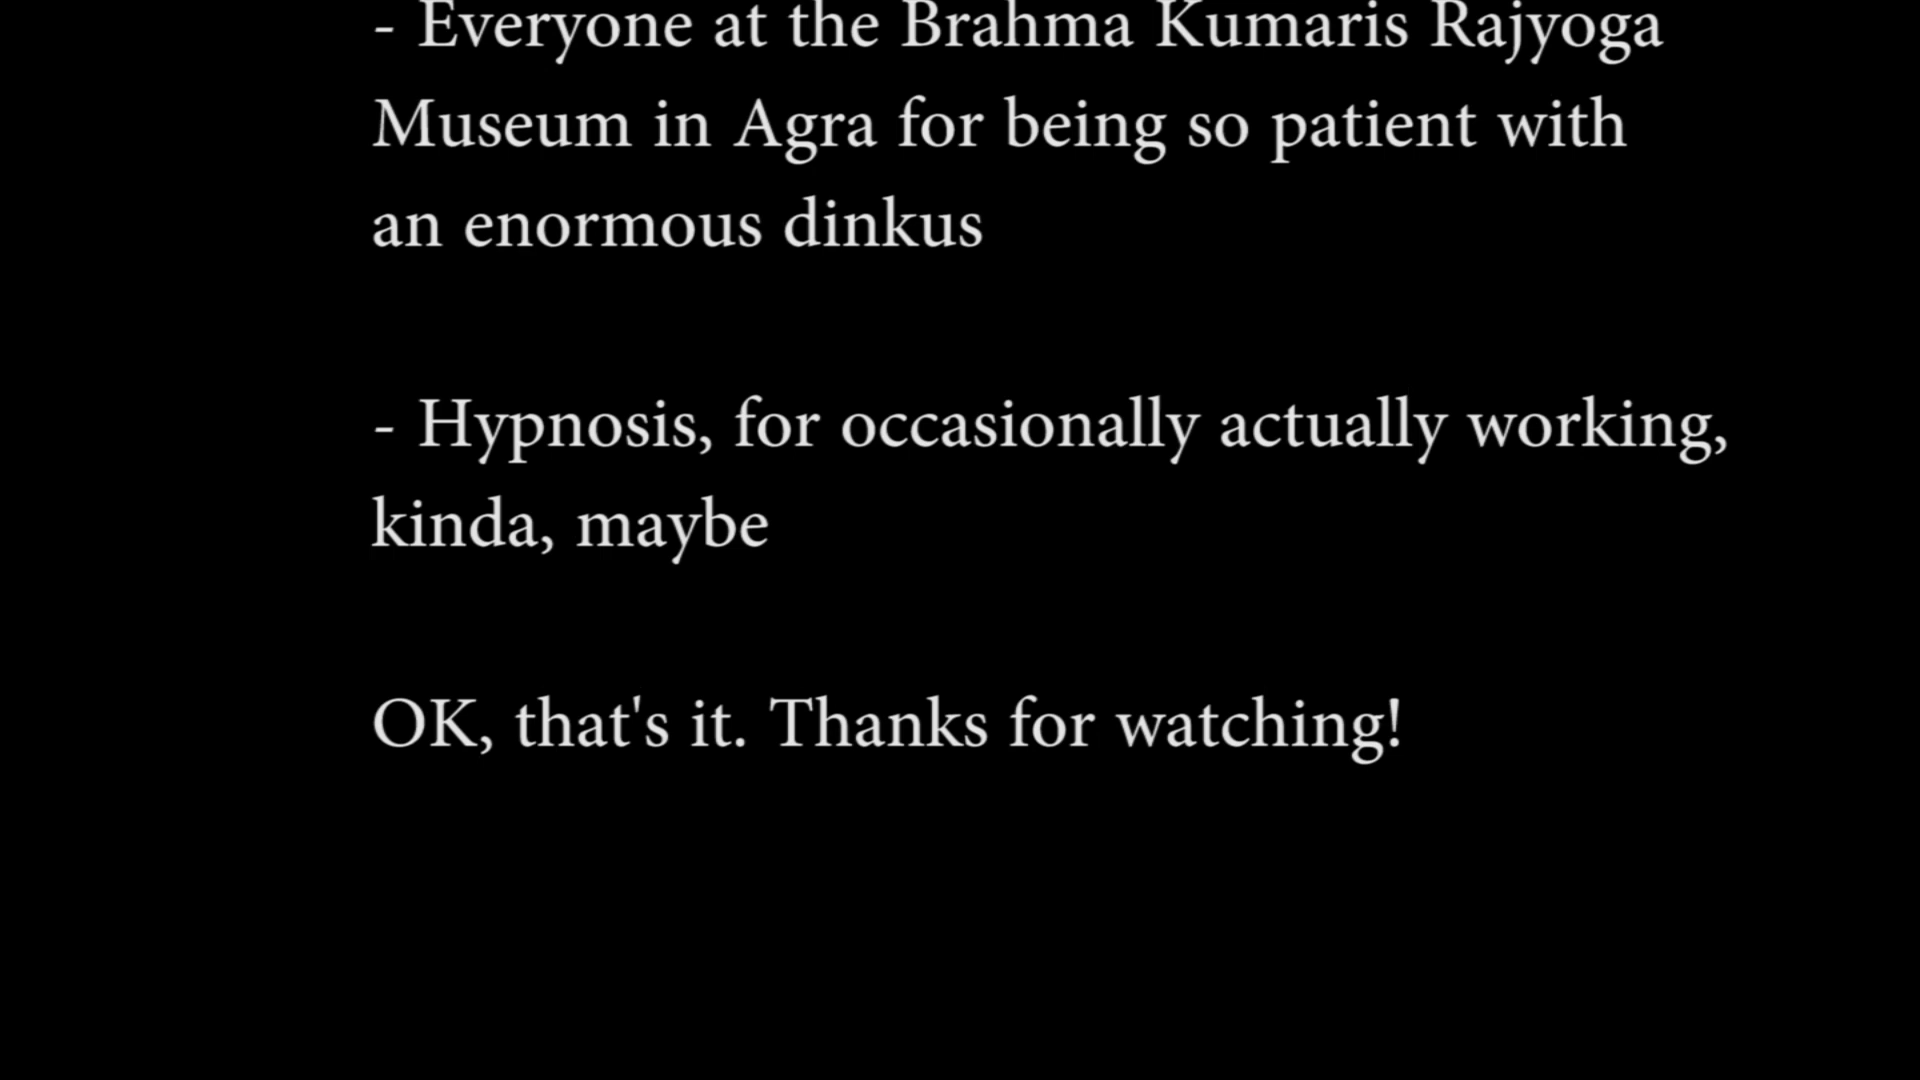 - Everyone at the Brahma Kumaris Rajyoga
Museum in Agra for being so patient with
an enormous dinkus
- Hypnosis, for occasionally actually working,
kinda, maybe
OK, that's it. Thanks for watching!